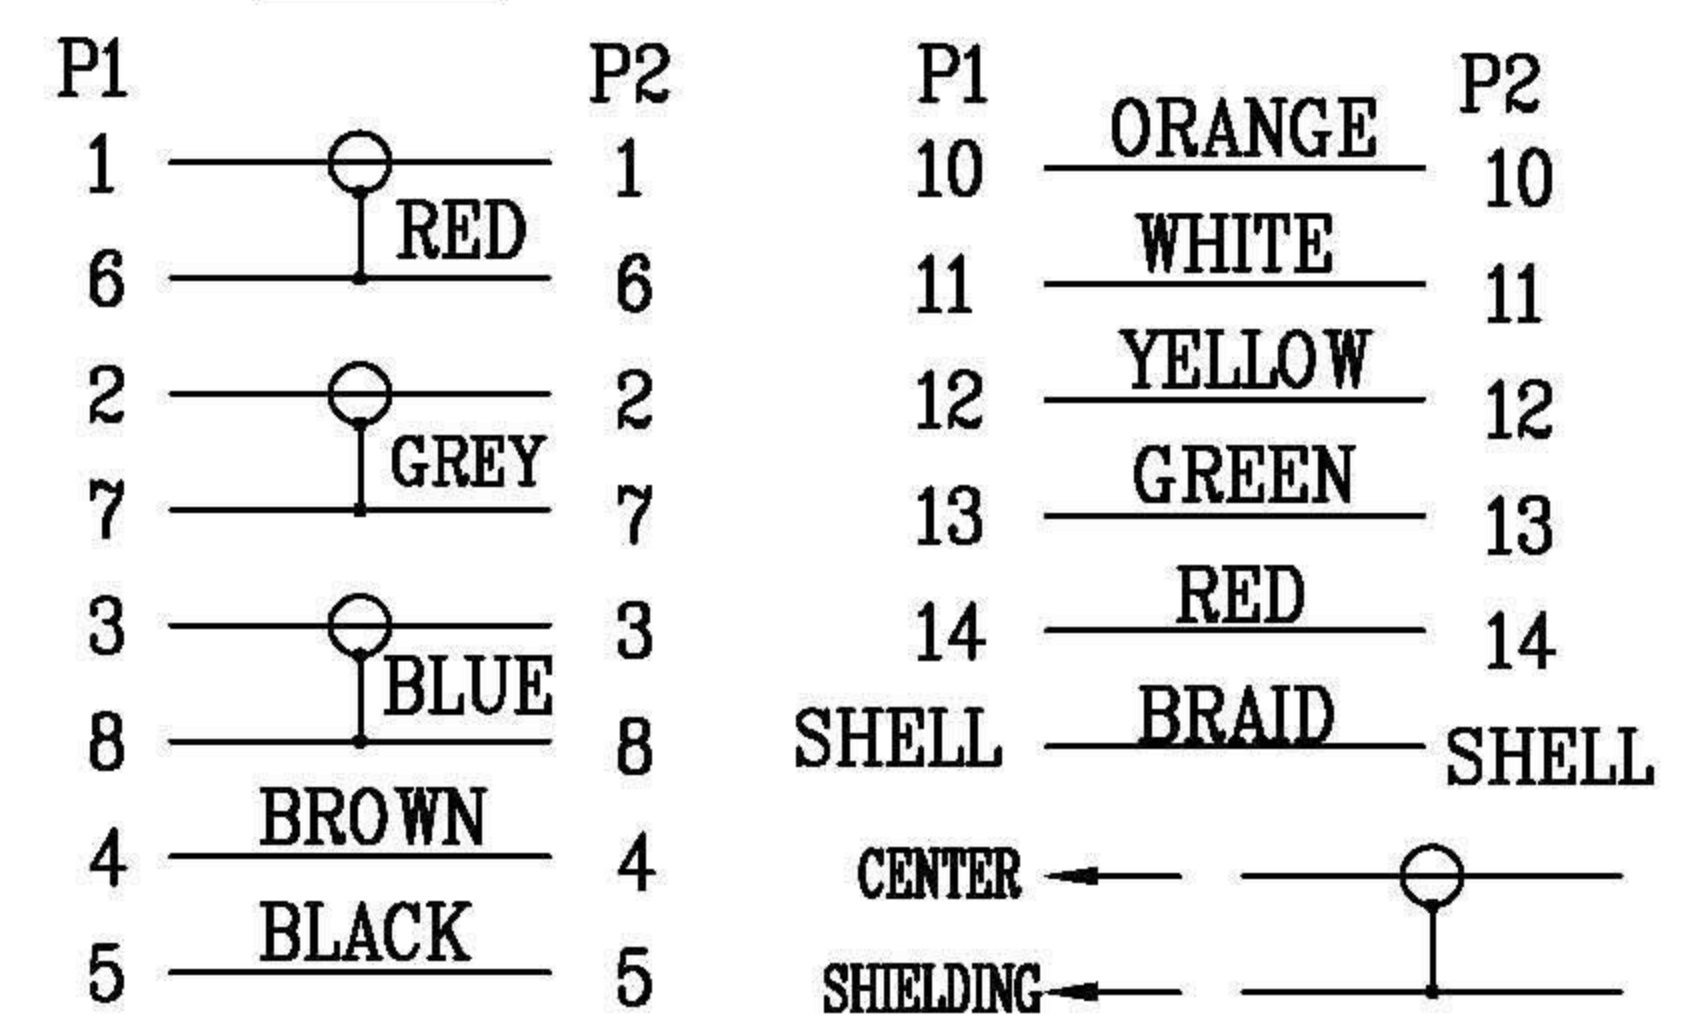 P1 P2
1 1
RED
6 6
2 2
GREY
7 7
3 3
BLUE
8 8
BROWN
4 4
BLACK
5 5
P1 P2
ORANGE
10 10
WHITE
11 11
YELLOW
12 12
GREEN
13 13
RED
14 14
BRAID
SHELL SHELL
CENTER
SHIELDING